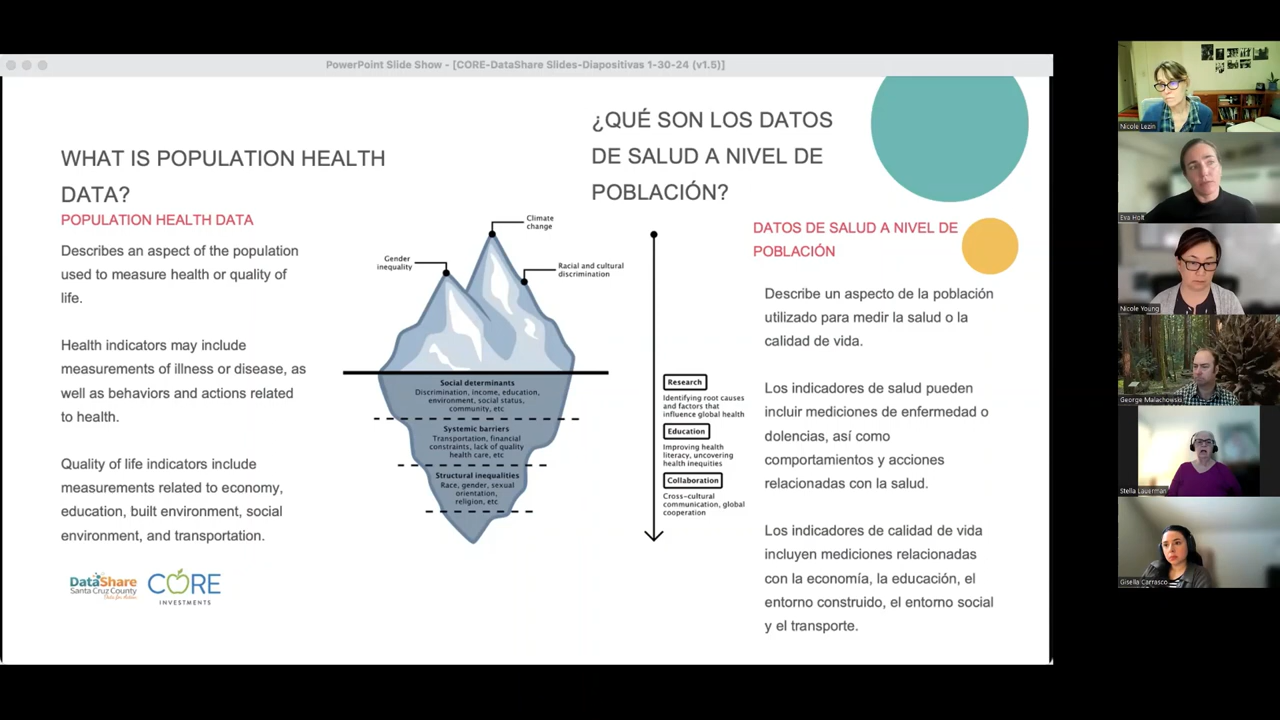 PowerPoint Slide Show - [CORE-DataShare Slides-Diapositivas 1-30-24 (v1.5)]
WHAT IS POPULATION HEALTH
DATA?
POPULATION HEALTH DATA
Describes an aspect of the population
used to measure health or quality of
life.
Health indicators may include
measurements of illness or disease, as
well as behaviors and actions related
to health.
Quality of life indicators include
measurements related to economy,
education, built environment, social
environment, and transportation.
DataShare
Santa Cruz County
CORE
INVESTMENTS
Climate
change
Gender
inequality
Racial and cultural
discrimination
Social determinants
Discrimination, income, education,
environment, social status,
community, etc
Systemic barriers
Transportation, financial
constraints, lack of quality
health care, etc
Structural inequalities
Race, gender, sexual
orientation,
religion, etc
Research
Identifying root causes
and factors that
influence global health
Education
Improving health
literacy, uncovering
health inequities
Collaboration
Cross-cultural
communication, global
cooperation
¿QUÉ SON LOS DATOS
DE SALUD A NIVEL DE
POBLACIÓN?
DATOS DE SALUD A NIVEL DE
POBLACIÓN
Describe un aspecto de la población
utilizado para medir la salud o la
calidad de vida.
Los indicadores de salud pueden
incluir mediciones de enfermedad o
dolencias, así como
comportamientos y acciones
relacionadas con la salud.
Los indicadores de calidad de vida
incluyen mediciones relacionadas
con la economía, la educación, el
entorno construido, el entorno social
y el transporte.
Nicole Lezin
Eva Holt
Nicole Young
George Malachowski
Stella Lauerman
Gisella Carrasco